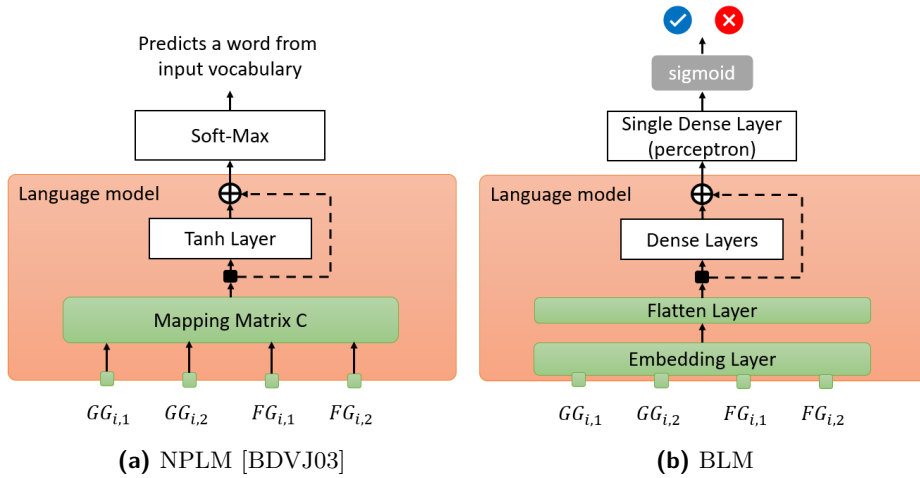 Predicts a word from
input vocabulary
Soft-Max
Language model
Tanh Layer
Mapping Matrix C
GG_{i,1} GG_{i,2} FG_{i,1} FG_{i,2}
(a) NPLM [BDVJ03]
sigmoid
Single Dense Layer
(perceptron)
Language model
Dense Layers
Flatten Layer
Embedding Layer
GG_{i,1} GG_{i,2} FG_{i,1} FG_{i,2}
(b) BLM